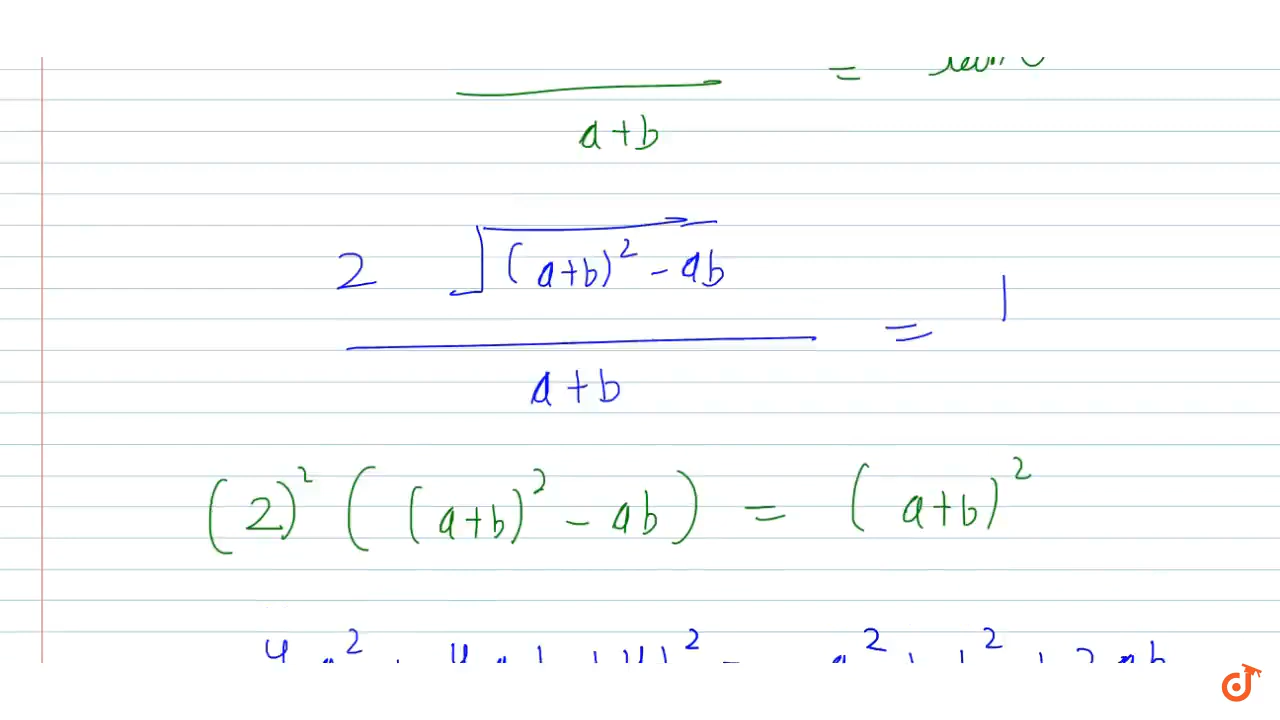 =
a+b
2 √(a+b)² - ab
= 1
a+b
(2)² ( (a+b)² - ab ) = (a+b)²